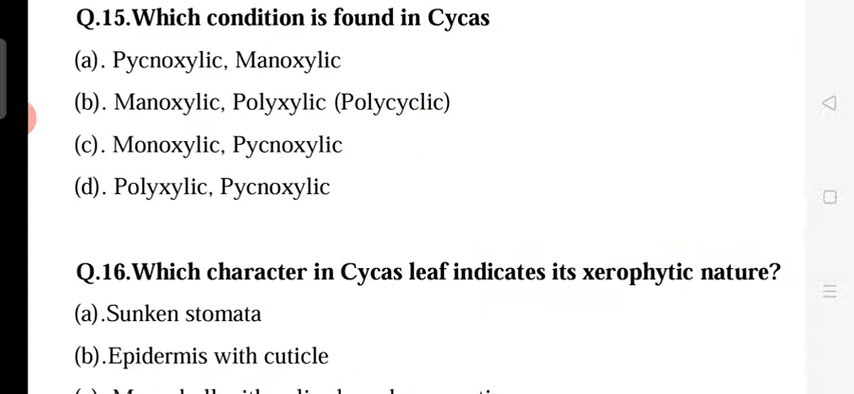 Q.15.Which condition is found in Cycas
(a). Pycnoxylic, Manoxylic
(b). Manoxylic, Polyxylic (Polycyclic)
(c). Monoxylic, Pycnoxylic
(d). Polyxylic, Pycnoxylic
Q.16.Which character in Cycas leaf indicates its xerophytic nature?
(a).Sunken stomata
(b).Epidermis with cuticle